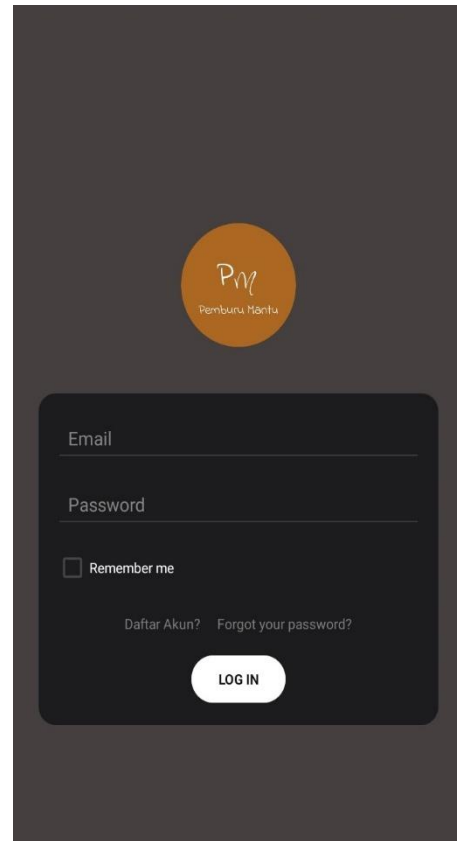 PM
Pemburu Mantu
Email
Password
Remember me
Daftar Akun? Forgot your password?
LOG IN